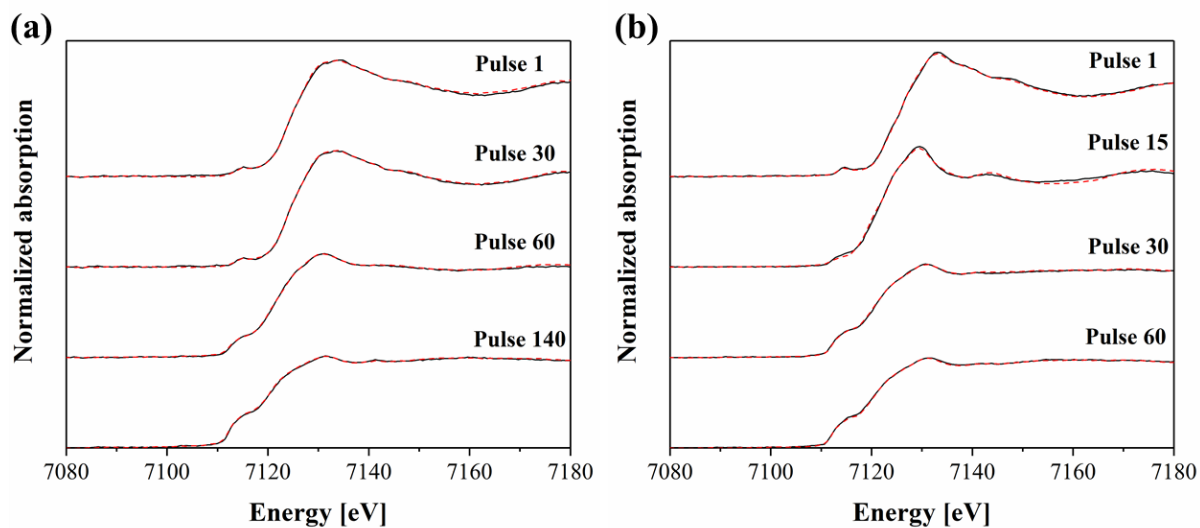 (a)
Normalized absorption
Pulse 1
Pulse 30
Pulse 60
Pulse 140
7080 7100 7120 7140 7160 7180
Energy [eV]
(b)
Normalized absorption
Pulse 1
Pulse 15
Pulse 30
Pulse 60
7080 7100 7120 7140 7160 7180
Energy [eV]